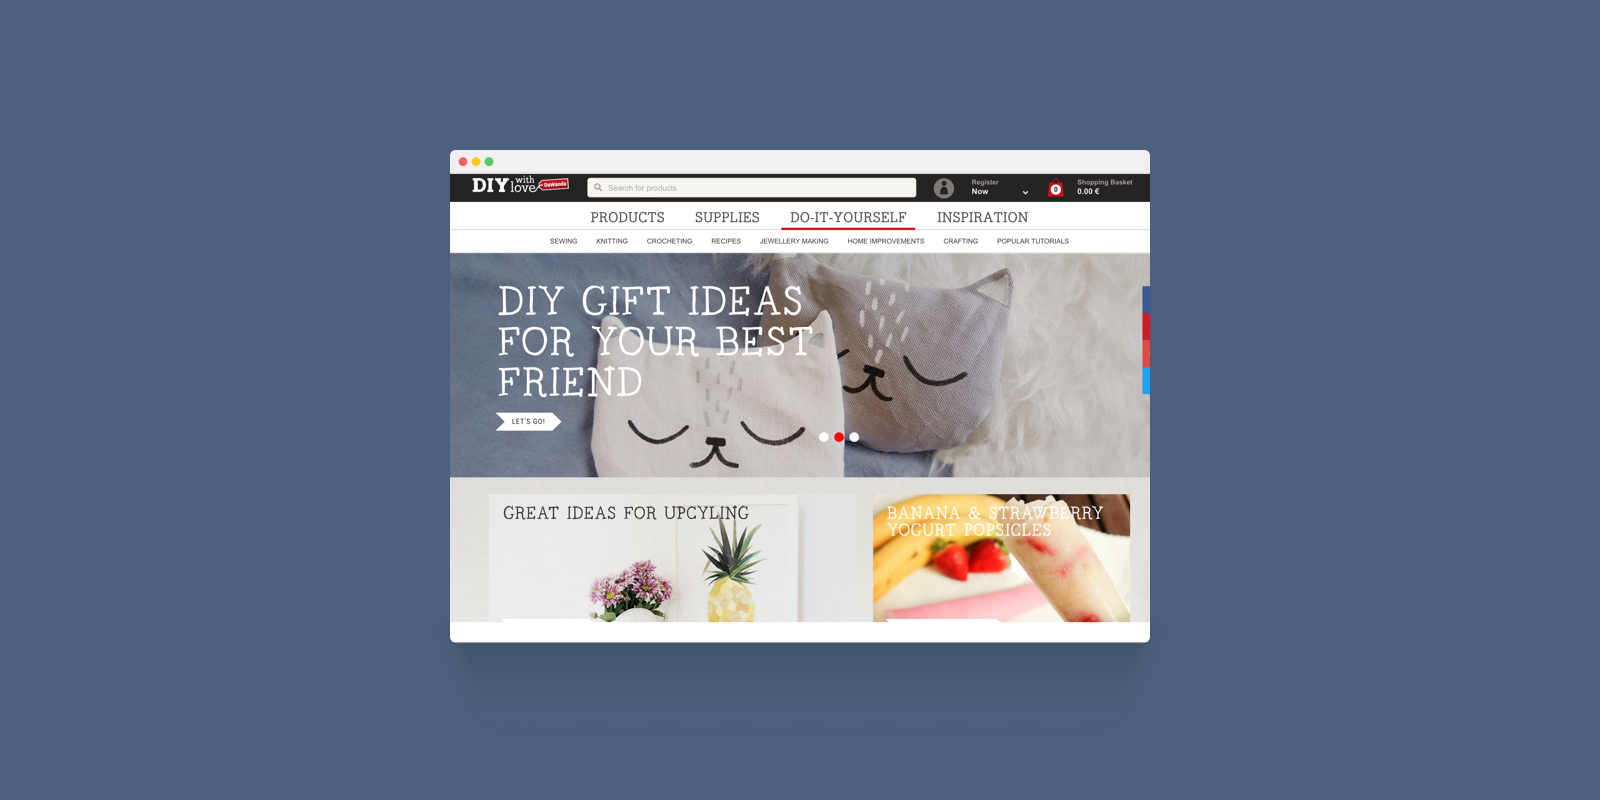 DIY with love DaWanda
Search for products
Register
Now
0
Shopping Basket
0.00 €
PRODUCTS SUPPLIES DO-IT-YOURSELF INSPIRATION
SEWING KNITTING CROCHETING RECIPES JEWELLERY MAKING HOME IMPROVEMENTS CRAFTING POPULAR TUTORIALS
DIY GIFT IDEAS
FOR YOUR BEST
FRIEND
LET'S GO!
GREAT IDEAS FOR UPCYLING
BANANA & STRAWBERRY
YOGURT POPSICLES